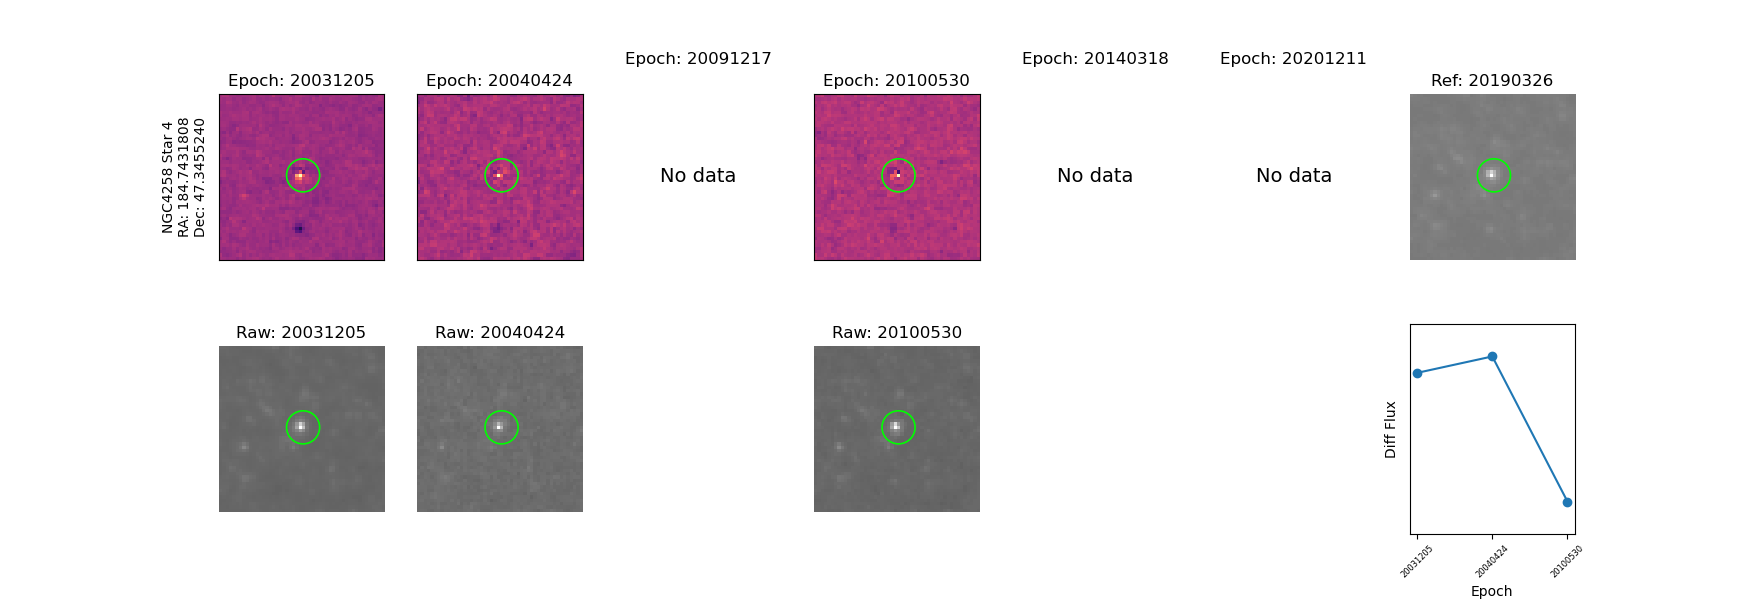 Epoch: 20091217
Epoch: 20140318
Epoch: 20201211
Epoch: 20031205
Epoch: 20040424
Epoch: 20100530
Ref: 20190326
NGC4258 Star 4
RA: 184.7431808
Dec: 47.3455240
No data
No data
No data
Raw: 20031205
Raw: 20040424
Raw: 20100530
Diff Flux
20031205
20040424
20100530
Epoch